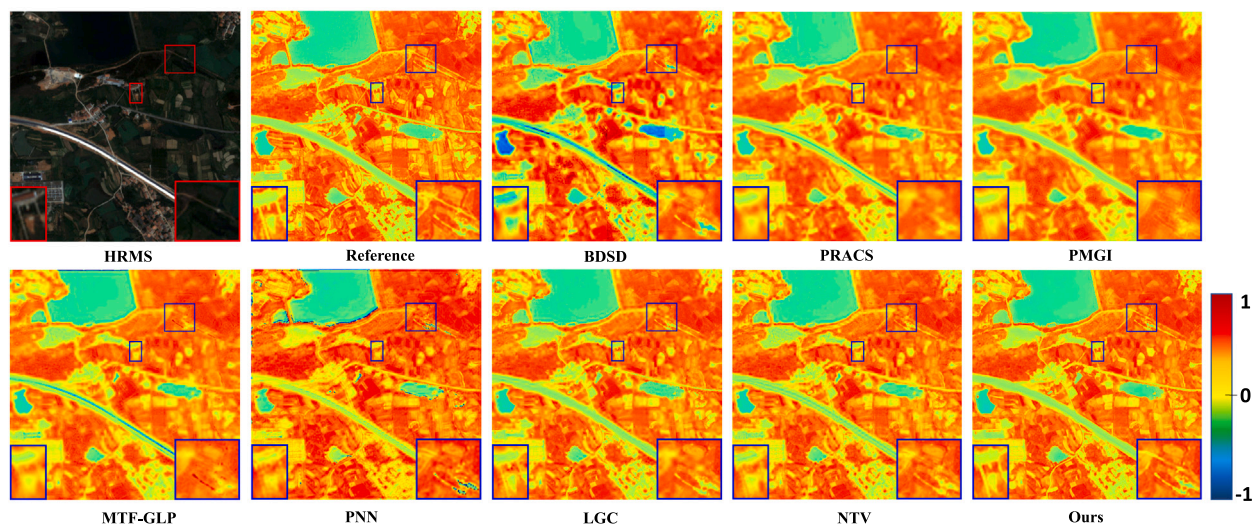 HRMS
Reference
BDSD
PRACS
PMGI
1
0
-1
MTF-GLP
PNN
LGC
NTV
Ours